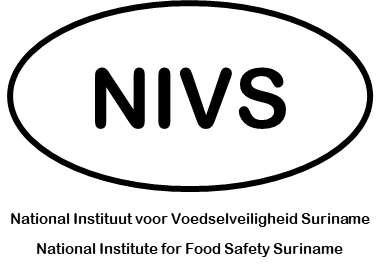 NIVS
National Instituut voor Voedselveiligheid Suriname
National Institute for Food Safety Suriname